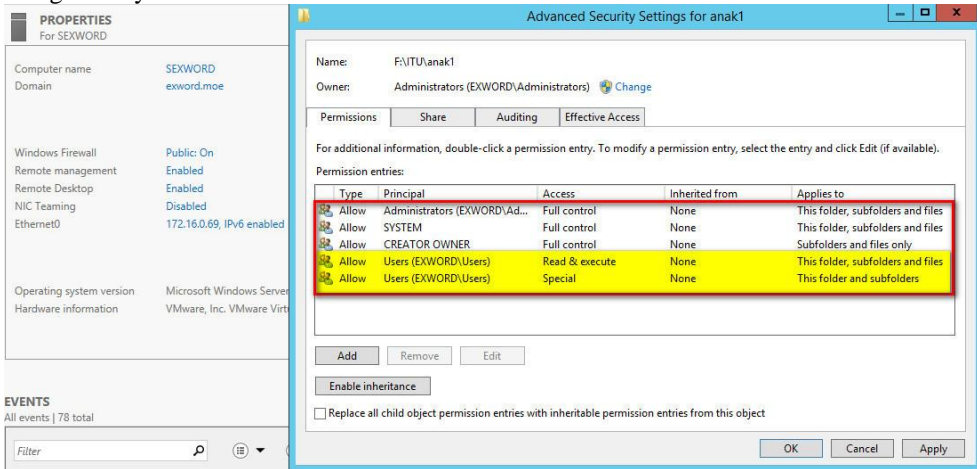 PROPERTIES
For SEXWORD
Computer name SEXWORD
Domain exword.moe
Windows Firewall Public: On
Remote management Enabled
Remote Desktop Enabled
NIC Teaming Disabled
Ethernet0 172.16.0.69, IPv6 enabled
Operating system version Microsoft Windows Server
Hardware information VMware, Inc. VMware
EVENTS
All events | 78 total
Filter
Advanced Security Settings for anak1
Name: F:\ITU\anak1
Owner: Administrators (EXWORD\Administrators) Change
Permissions Share Auditing Effective Access
For additional information, double-click a permission entry. To modify a permission entry, select the entry and click Edit (if available).
Permission entries:
Type Principal Access Inherited from Applies to
Allow Administrators (EXWORD\Ad... Full control None This folder, subfolders and files
Allow SYSTEM Full control None This folder, subfolders and files
Allow CREATOR OWNER Full control None Subfolders and files only
Allow Users (EXWORD\Users) Read & execute None This folder, subfolders and files
Allow Users (EXWORD\Users) Special None This folder and subfolders
Add Remove Edit
Enable inheritance
Replace all child object permission entries with inheritable permission entries from this object
OK Cancel Apply